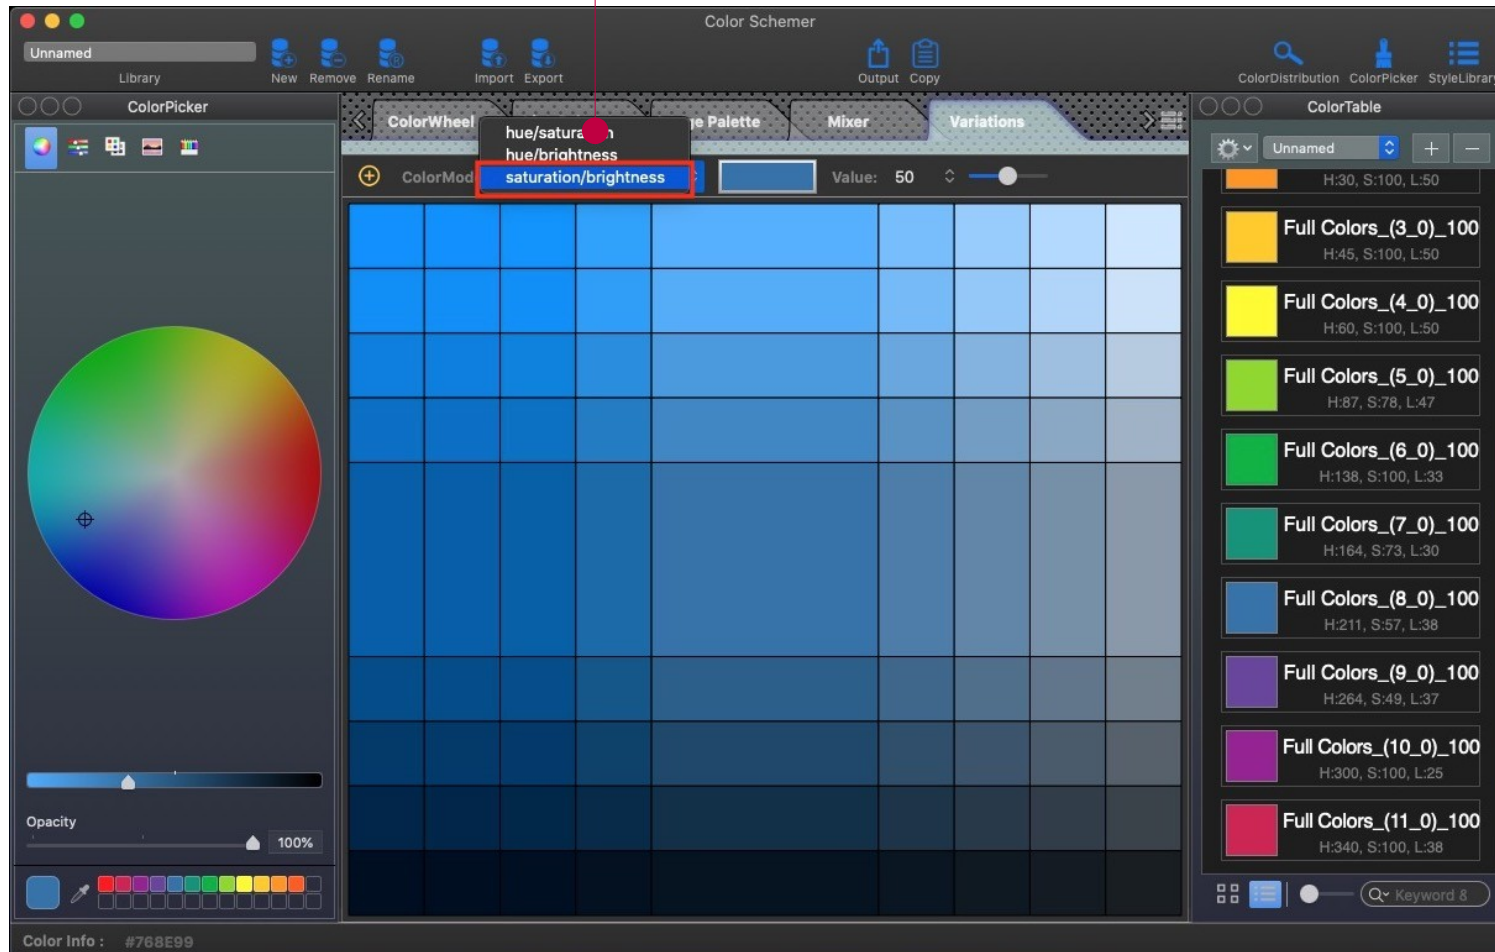 Color Schemer
Unnamed
Library
New Remove Rename
Import Export
Output Copy
ColorDistribution ColorPicker StyleLibrary
ColorPicker
ColorWheel
ge Palette
Mixer
Variations
hue/saturation
hue/brightness
saturation/brightness
ColorMod
Value: 50
Opacity
100%
ColorTable
Unnamed
H:30, S:100, L:50
Full Colors_(3_0)_100
H:45, S:100, L:50
Full Colors_(4_0)_100
H:60, S:100, L:50
Full Colors_(5_0)_100
H:87, S:78, L:47
Full Colors_(6_0)_100
H:138, S:100, L:33
Full Colors_(7_0)_100
H:164, S:73, L:30
Full Colors_(8_0)_100
H:211, S:57, L:38
Full Colors_(9_0)_100
H:264, S:49, L:37
Full Colors_(10_0)_100
H:300, S:100, L:25
Full Colors_(11_0)_100
H:340, S:100, L:38
Keyword &
Color Info : #768E99